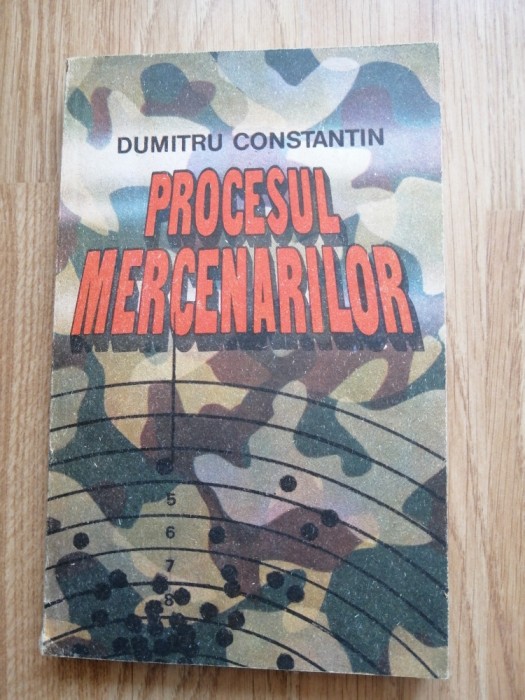 DUMITRU CONSTANTIN
PROCESUL
MERCENARILOR
5
6
7
8